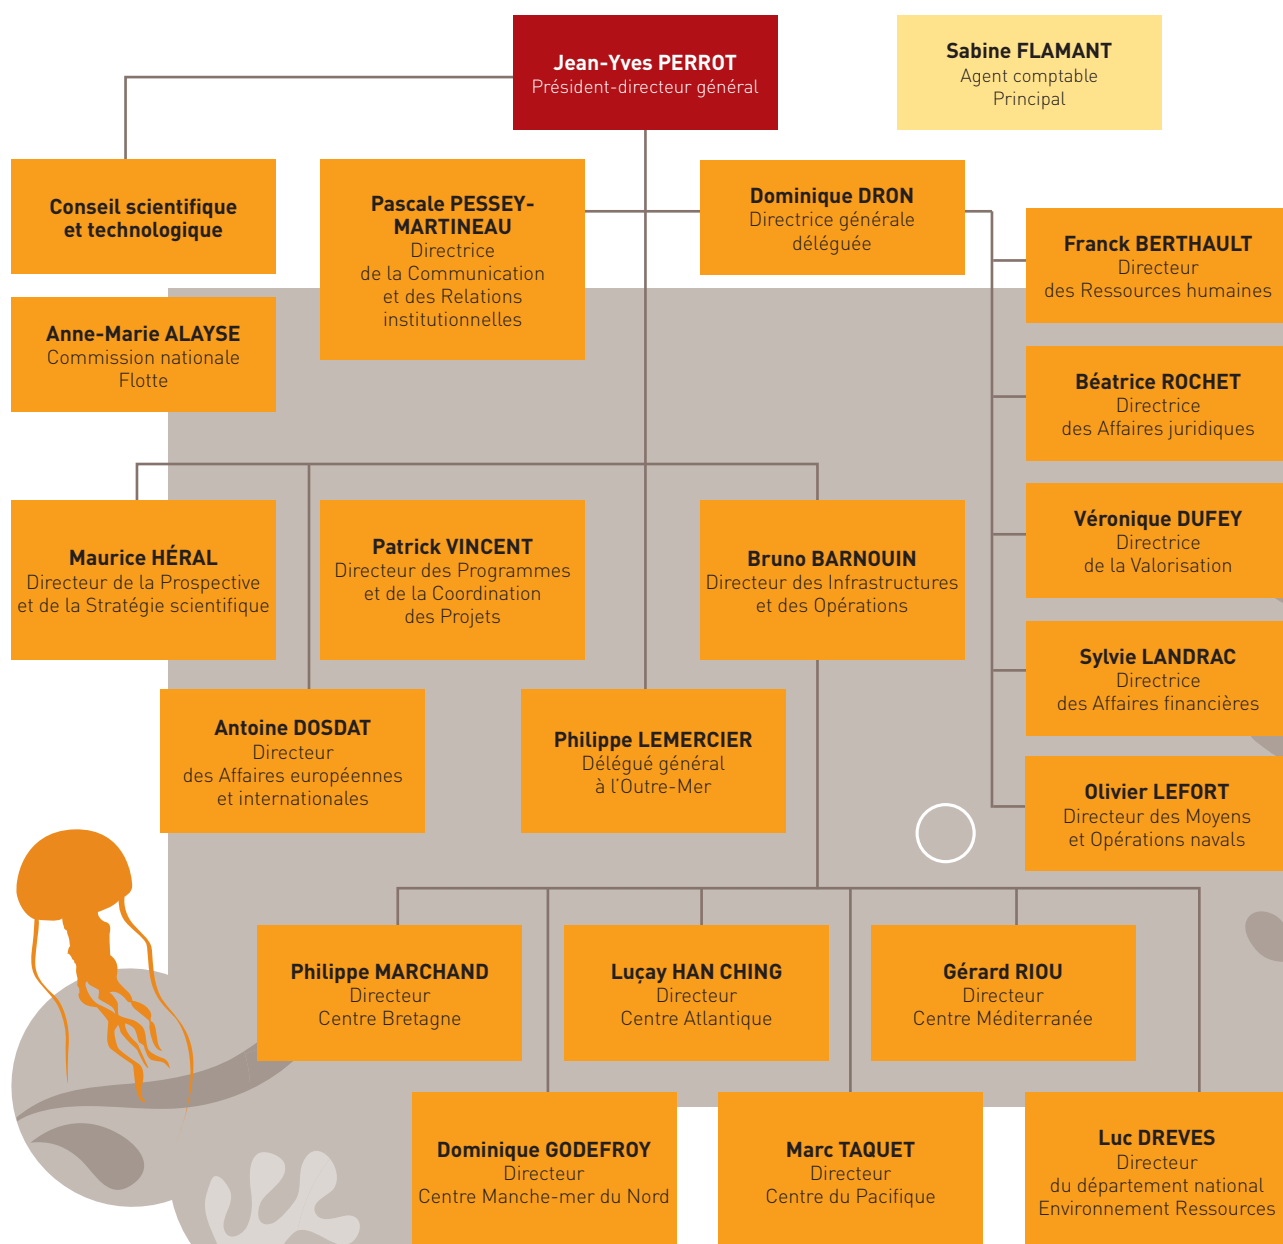 Jean-Yves PERROT
Président-directeur général
Sabine FLAMANT
Agent comptable
Principal
Conseil scientifique
et technologique
Pascale PESSEY-
MARTINEAU
Directrice
de la Communication
et des Relations
institutionnelles
Dominique DRON
Directrice générale
déléguée
Franck BERTHAULT
Directeur
des Ressources humaines
Anne-Marie ALAYSE
Commission nationale
Flotte
Béatrice ROCHET
Directrice
des Affaires juridiques
Véronique DUFEY
Directrice
de la Valorisation
Maurice HÉRAL
Directeur de la Prospective
et de la Stratégie scientifique
Patrick VINCENT
Directeur des Programmes
et de la Coordination
des Projets
Bruno BARNOUIN
Directeur des Infrastructures
et des Opérations
Sylvie LANDRAC
Directrice
des Affaires financières
Antoine DOSDAT
Directeur
des Affaires européennes
et internationales
Philippe LEMERCIER
Délégué général
à l'Outre-Mer
Olivier LEFORT
Directeur des Moyens
et Opérations navals
Philippe MARCHAND
Directeur
Centre Bretagne
Luçay HAN CHING
Directeur
Centre Atlantique
Gérard RIOU
Directeur
Centre Méditerranée
Dominique GODEFROY
Directeur
Centre Manche-mer du Nord
Marc TAQUET
Directeur
Centre du Pacifique
Luc DREVES
Directeur
du département national
Environnement Ressources